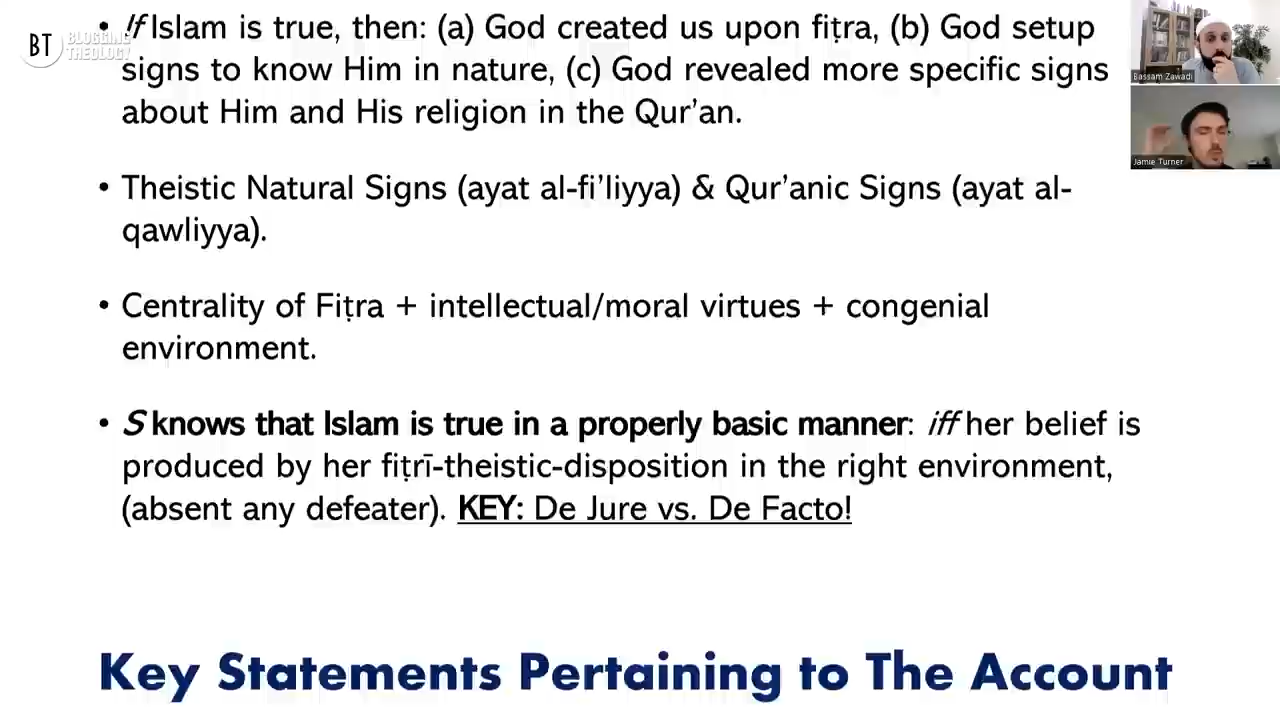 BT BLOGGING
THEOLOGY
• If Islam is true, then: (a) God created us upon fiṭra, (b) God setup
signs to know Him in nature, (c) God revealed more specific signs
about Him and His religion in the Qur’an.
• Theistic Natural Signs (ayat al-fi’liyya) & Qur’anic Signs (ayat al-
qawliyya).
• Centrality of Fiṭra + intellectual/moral virtues + congenial
environment.
• S knows that Islam is true in a properly basic manner: iff her belief is
produced by her fiṭrī-theistic-disposition in the right environment,
(absent any defeater). KEY: De Jure vs. De Facto!
Key Statements Pertaining to The Account
Bassam Zawadi
Jamie Turner